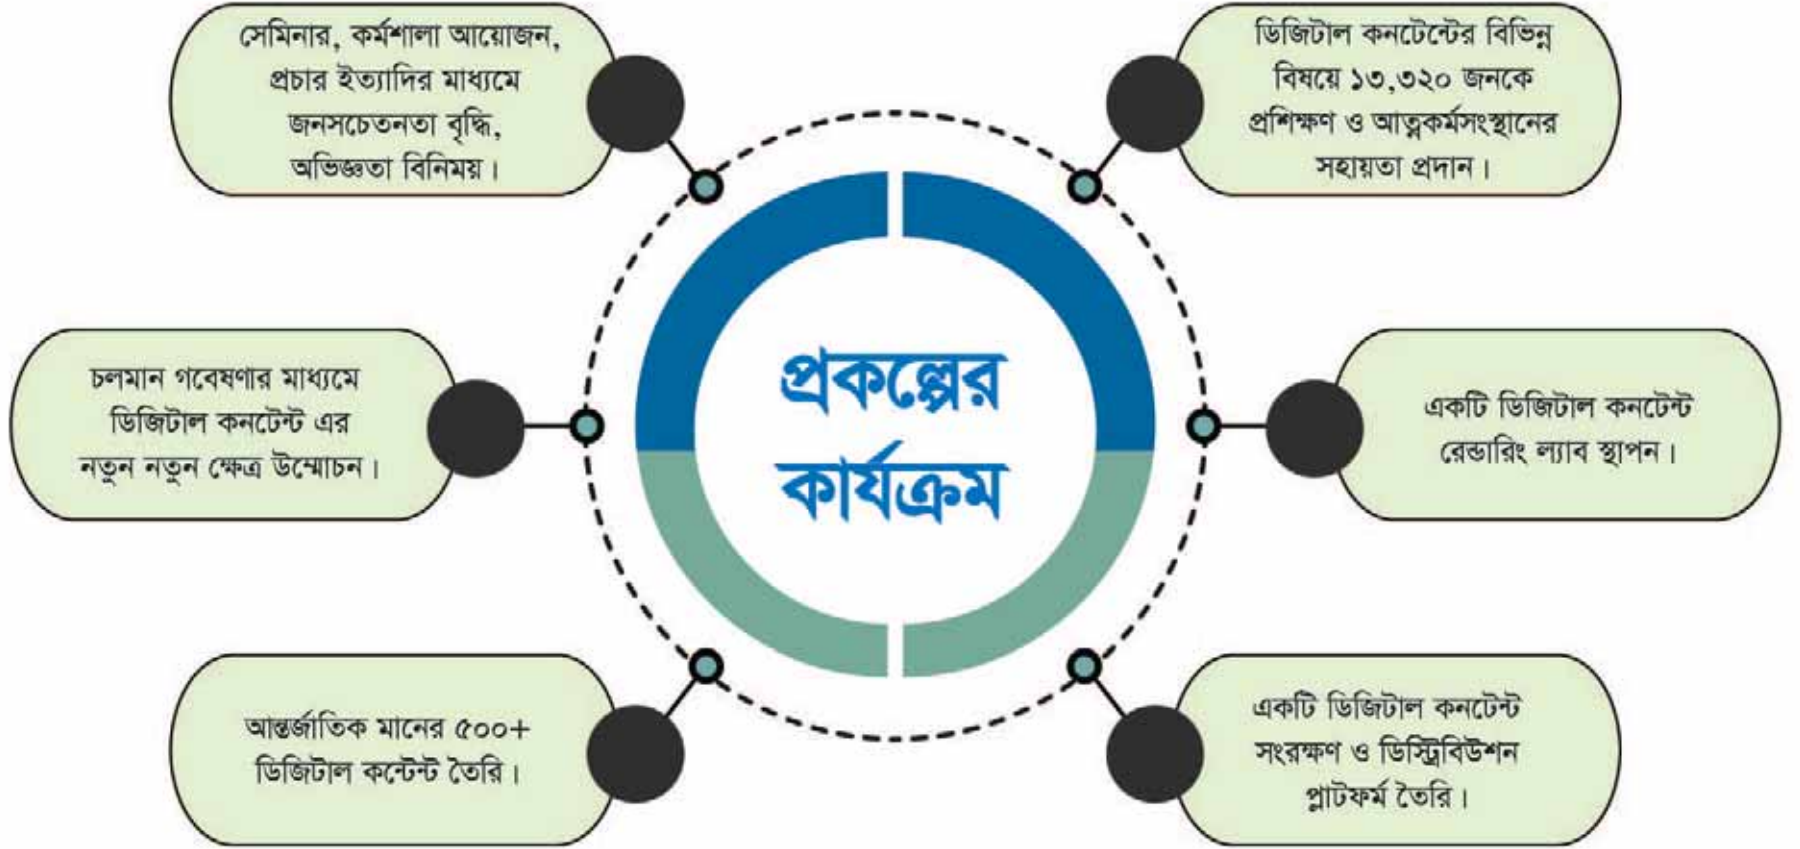 সেমিনার, কর্মশালা আয়োজন,
প্রচার ইত্যাদির মাধ্যমে
জনসচেতনতা বৃদ্ধি,
অভিজ্ঞতা বিনিময়।
ডিজিটাল কনটেন্টের বিভিন্ন
বিষয়ে ১৩,৩২০ জনকে
প্রশিক্ষণ ও আত্নকর্মসংস্থানের
সহায়তা প্রদান।
চলমান গবেষণার মাধ্যমে
ডিজিটাল কনটেন্ট এর
নতুন নতুন ক্ষেত্র উম্মোচন।
প্রকল্পের
কার্যক্রম
একটি ডিজিটাল কনটেন্ট
রেন্ডারিং ল্যাব স্থাপন।
আন্তর্জাতিক মানের ৫০০+
ডিজিটাল কন্টেন্ট তৈরি।
একটি ডিজিটাল কনটেন্ট
সংরক্ষণ ও ডিস্ট্রিবিউশন
প্লাটফর্ম তৈরি।